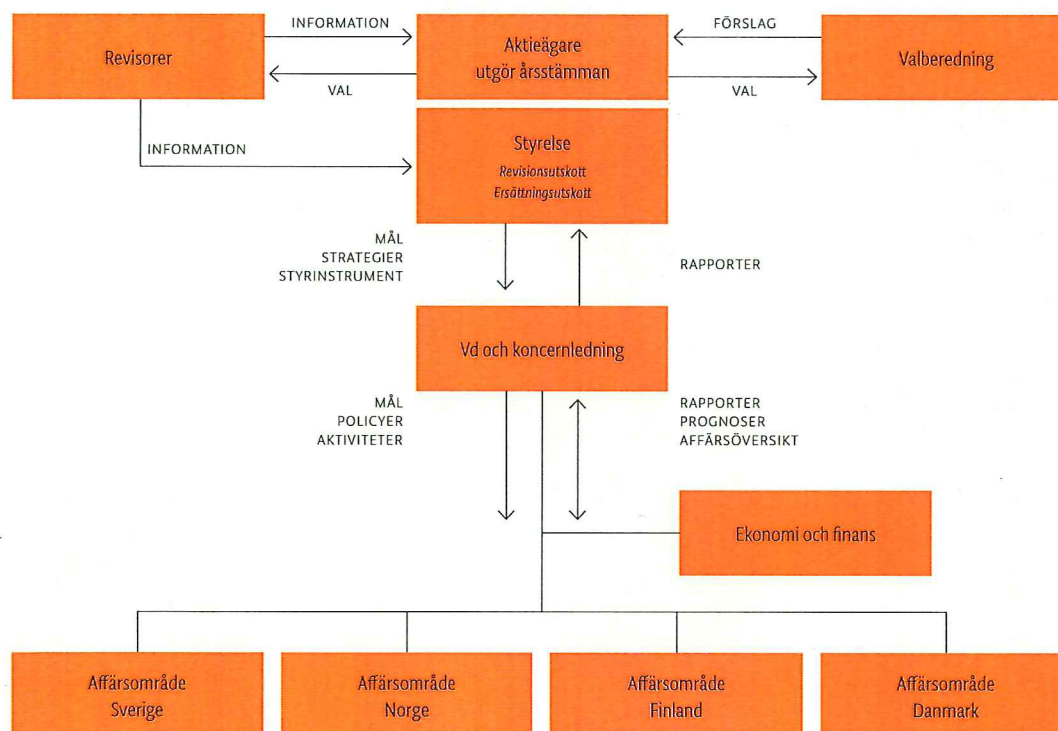 INFORMATION
FÖRSLAG
Revisorer
Aktieägare
utgör årsstämman
Valberedning
VAL
VAL
INFORMATION
Styrelse
Revisionsutskott
Ersättningsutskott
MÅL
STRATEGIER
STYRINSTRUMENT
RAPPORTER
Vd och koncernledning
MÅL
POLICYER
AKTIVITETER
RAPPORTER
PROGNOSER
AFFÄRSÖVERSIKT
Ekonomi och finans
Affärsområde
Sverige
Affärsområde
Norge
Affärsområde
Finland
Affärsområde
Danmark